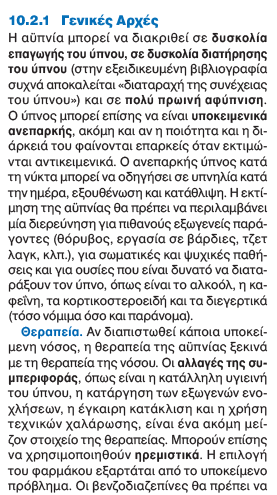 10.2.1 Γενικές Αρχές
Η αϋπνία μπορεί να διακριθεί σε δυσκολία
επαγωγής του ύπνου, σε δυσκολία διατήρησης
του ύπνου (στην εξειδικευμένη βιβλιογραφία
συχνά αποκαλείται «διαταραχή της συνέχειας
του ύπνου») και σε πολύ πρωινή αφύπνιση.
Ο ύπνος μπορεί επίσης να είναι υποκειμενικά
ανεπαρκής, ακόμη και αν η ποιότητα και η δι-
άρκειά του φαίνονται επαρκείς όταν εκτιμώ-
νται αντικειμενικά. Ο ανεπαρκής ύπνος κατά
τη νύκτα μπορεί να οδηγήσει σε υπνηλία κατά
την ημέρα, εξουθένωση και κατάθλιψη. Η εκτί-
μηση της αϋπνίας θα πρέπει να περιλαμβάνει
μία διερεύνηση για πιθανούς εξωγενείς παρά-
γοντες (θόρυβος, εργασία σε βάρδιες, τζετ
λαγκ, κλπ.), για σωματικές και ψυχικές παθή-
σεις και για ουσίες που είναι δυνατό να διατα-
ράξουν τον ύπνο, όπως είναι το αλκοόλ, η κα-
φεΐνη, τα κορτικοστεροειδή και τα διεγερτικά
(τόσο νόμιμα όσο και παράνομα).
Θεραπεία. Αν διαπιστωθεί κάποια υποκεί-
μενη νόσος, η θεραπεία της αϋπνίας ξεκινά
με τη θεραπεία της νόσου. Οι αλλαγές της συ-
μπεριφοράς, όπως είναι η κατάλληλη υγιεινή
του ύπνου, η κατάργηση των εξωγενών ενο-
χλήσεων, η έγκαιρη κατάκλιση και η χρήση
τεχνικών χαλάρωσης, είναι ένα ακόμη μεί-
ζον στοιχείο της θεραπείας. Μπορούν επίσης
να χρησιμοποιηθούν ηρεμιστικά. Η επιλογή
του φαρμάκου εξαρτάται από το υποκείμενο
πρόβλημα. Οι βενζοδιαζεπίνες θα πρέπει να